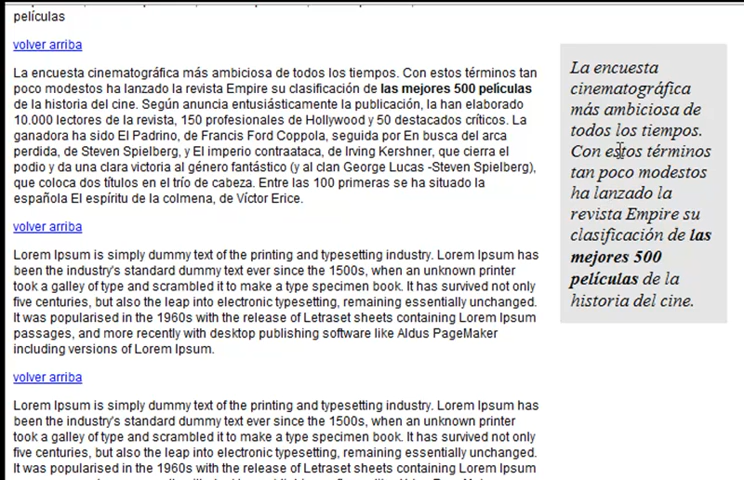 películas
volver arriba
La encuesta cinematográfica más ambiciosa de todos los tiempos. Con estos términos tan
poco modestos ha lanzado la revista Empire su clasificación de las mejores 500 películas
de la historia del cine. Según anuncia entusiásticamente la publicación, la han elaborado
10.000 lectores de la revista, 150 profesionales de Hollywood y 50 destacados críticos. La
ganadora ha sido El Padrino, de Francis Ford Coppola, seguida por En busca del arca
perdida, de Steven Spielberg, y El imperio contraataca, de Irving Kershner, que cierra el
podio y da una clara victoria al género fantástico (y al clan George Lucas -Steven Spielberg),
que coloca dos títulos en el trío de cabeza. Entre las 100 primeras se ha situado la
española El espíritu de la colmena, de Víctor Erice.
volver arriba
Lorem Ipsum is simply dummy text of the printing and typesetting industry. Lorem Ipsum has
been the industry's standard dummy text ever since the 1500s, when an unknown printer
took a galley of type and scrambled it to make a type specimen book. It has survived not only
five centuries, but also the leap into electronic typesetting, remaining essentially unchanged.
It was popularised in the 1960s with the release of Letraset sheets containing Lorem Ipsum
passages, and more recently with desktop publishing software like Aldus PageMaker
including versions of Lorem Ipsum.
volver arriba
Lorem Ipsum is simply dummy text of the printing and typesetting industry. Lorem Ipsum has
been the industry's standard dummy text ever since the 1500s, when an unknown printer
took a galley of type and scrambled it to make a type specimen book. It has survived not only
five centuries, but also the leap into electronic typesetting, remaining essentially unchanged.
It was popularised in the 1960s with the release of Letraset sheets containing Lorem Ipsum
La encuesta
cinematográfica
más ambiciosa de
todos los tiempos.
Con estos términos
tan poco modestos
ha lanzado la
revista Empire su
clasificación de las
mejores 500
películas de la
historia del cine.